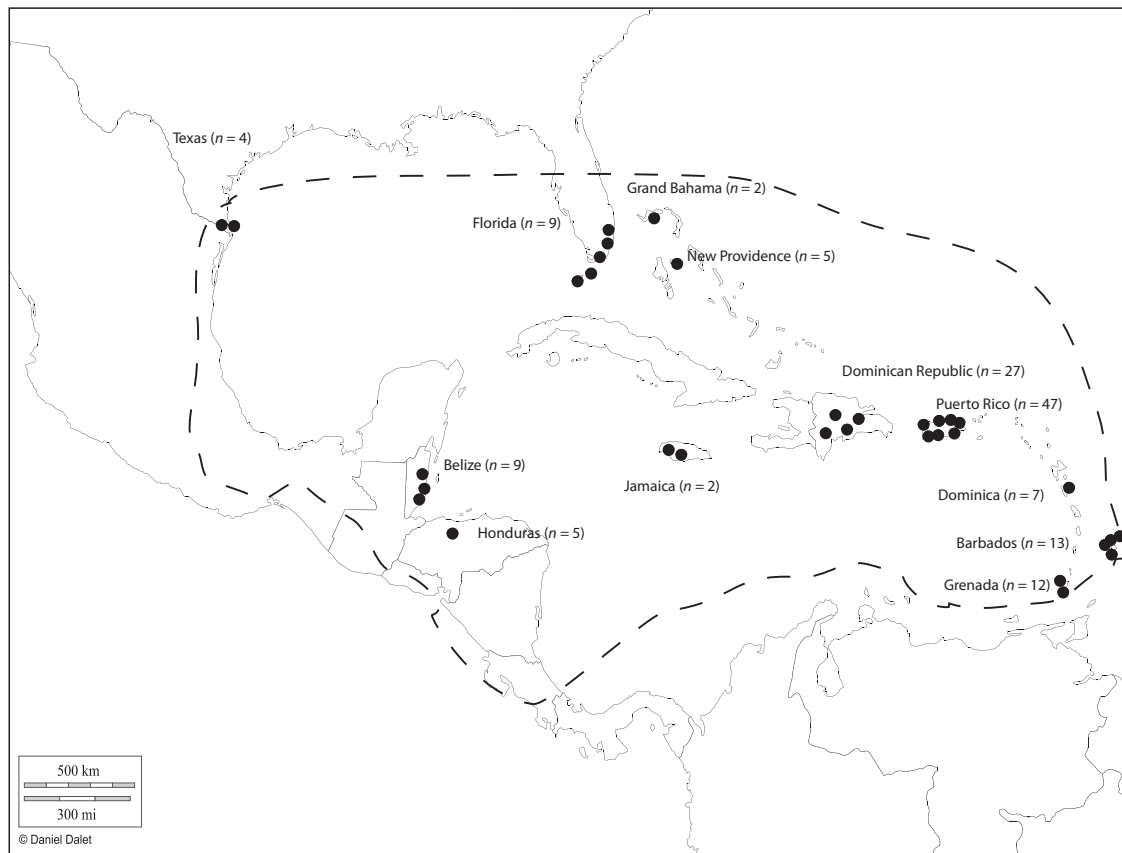 Texas (n = 4)
Grand Bahama (n = 2)
Florida (n = 9)
New Providence (n = 5)
Dominican Republic (n = 27)
Puerto Rico (n = 47)
Belize (n = 9)
Jamaica (n = 2)
Dominica (n = 7)
Honduras (n = 5)
Barbados (n = 13)
Grenada (n = 12)
500 km
300 mi
© Daniel Dalet